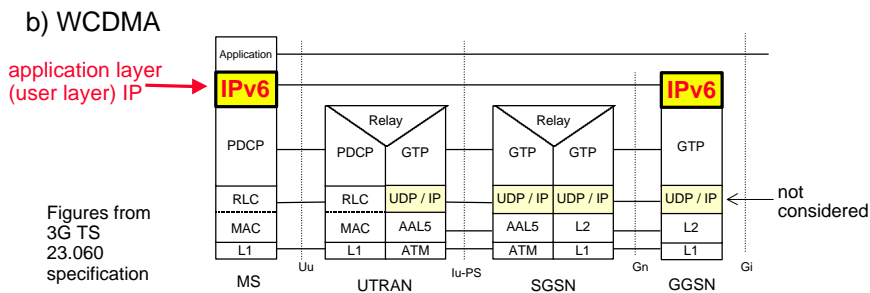 b) WCDMA
Application
application layer
(user layer) IP
IPv6
IPv6
Relay
Relay
PDCP
PDCP
GTP
GTP
GTP
GTP
RLC
RLC
UDP / IP
UDP / IP
UDP / IP
UDP / IP
not
considered
Figures from
3G TS
23.060
specification
MAC
MAC
AAL5
AAL5
L2
L2
L1
L1
ATM
ATM
L1
L1
Uu
Iu-PS
Gn
Gi
MS
UTRAN
SGSN
GGSN